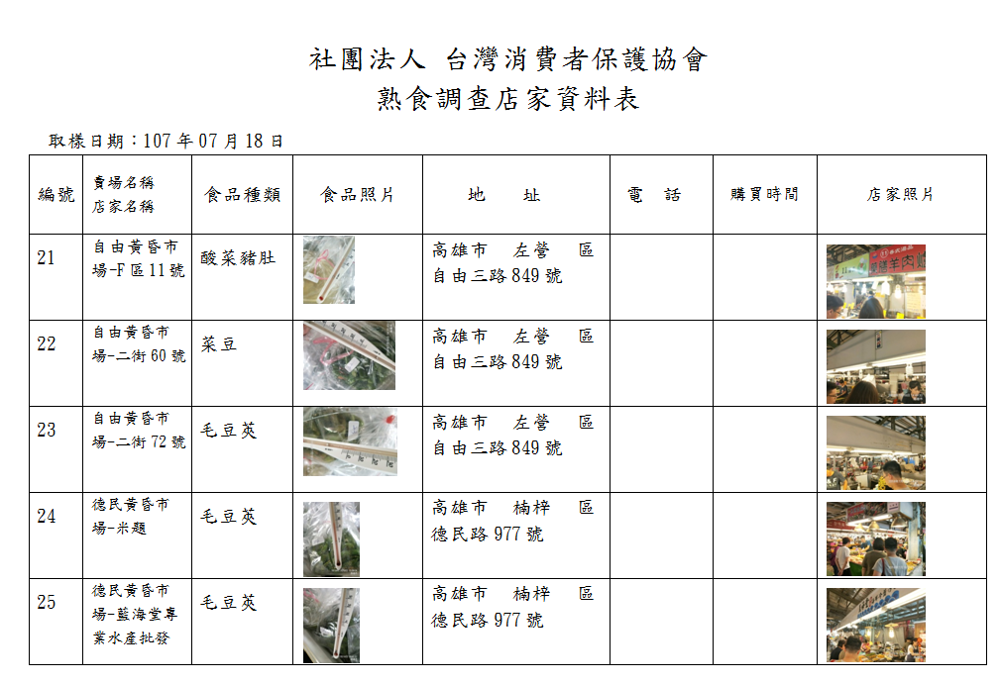 社團法人 台灣消費者保護協會
熟食調查店家資料表
取樣日期：107 年 07 月 18 日
編號
賣場名稱
店家名稱
食品種類
食品照片
地 址
電 話
購買時間
店家照片
21
自由黃昏市
場-F 區 11 號
酸菜豬肚
高雄市 左營 區
自由三路 849 號
羊肉
22
自由黃昏市
場-二街 60 號
菜豆
高雄市 左營 區
自由三路 849 號
23
自由黃昏市
場-二街 72 號
毛豆莢
高雄市 左營 區
自由三路 849 號
24
德民黃昏市
場-米題
毛豆莢
高雄市 楠梓 區
德民路 977 號
25
德民黃昏市
場-藍海堂專
業水產批發
毛豆莢
高雄市 楠梓 區
德民路 977 號